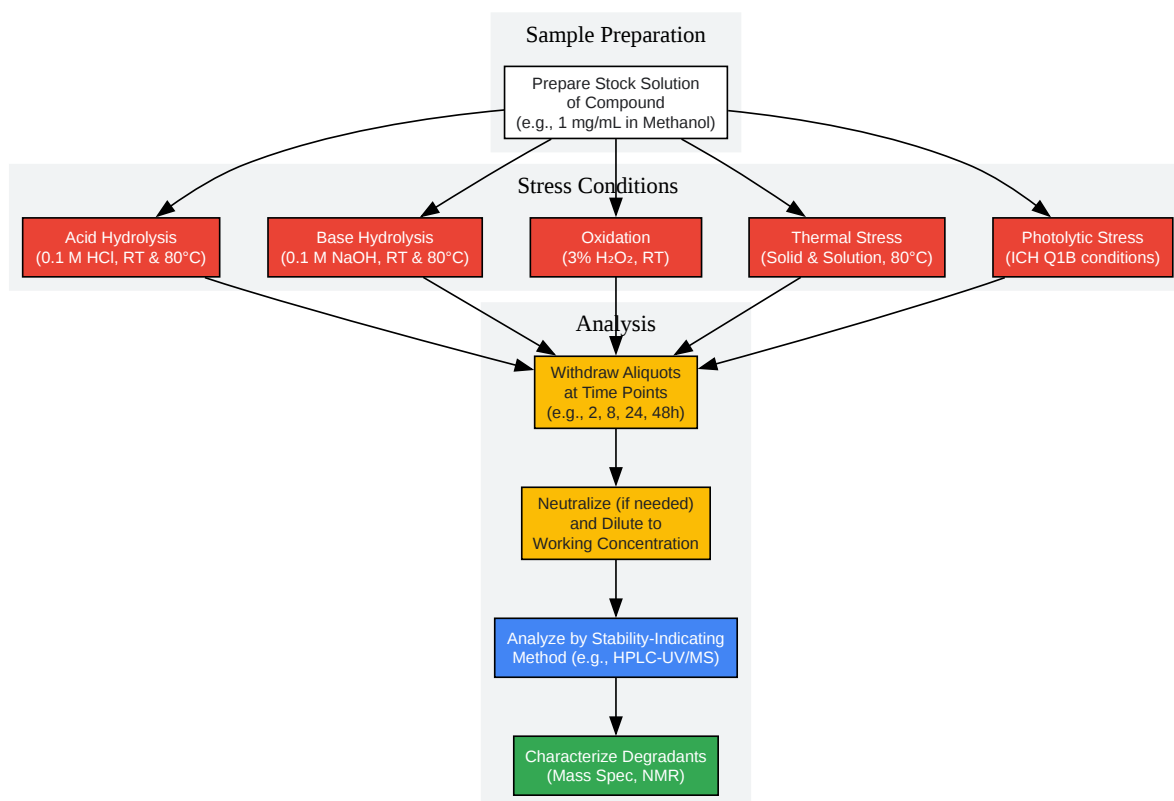 Sample Preparation
Prepare Stock Solution
of Compound
(e.g., 1 mg/mL in Methanol)
Stress Conditions
Acid Hydrolysis
(0.1 M HCl, RT & 80°C)
Base Hydrolysis
(0.1 M NaOH, RT & 80°C)
Oxidation
(3% H₂O₂, RT)
Thermal Stress
(Solid & Solution, 80°C)
Photolytic Stress
(ICH Q1B conditions)
Analysis
Withdraw Aliquots
at Time Points
(e.g., 2, 8, 24, 48h)
Neutralize (if needed)
and Dilute to
Working Concentration
Analyze by Stability-Indicating
Method (e.g., HPLC-UV/MS)
Characterize Degradants
(Mass Spec, NMR)